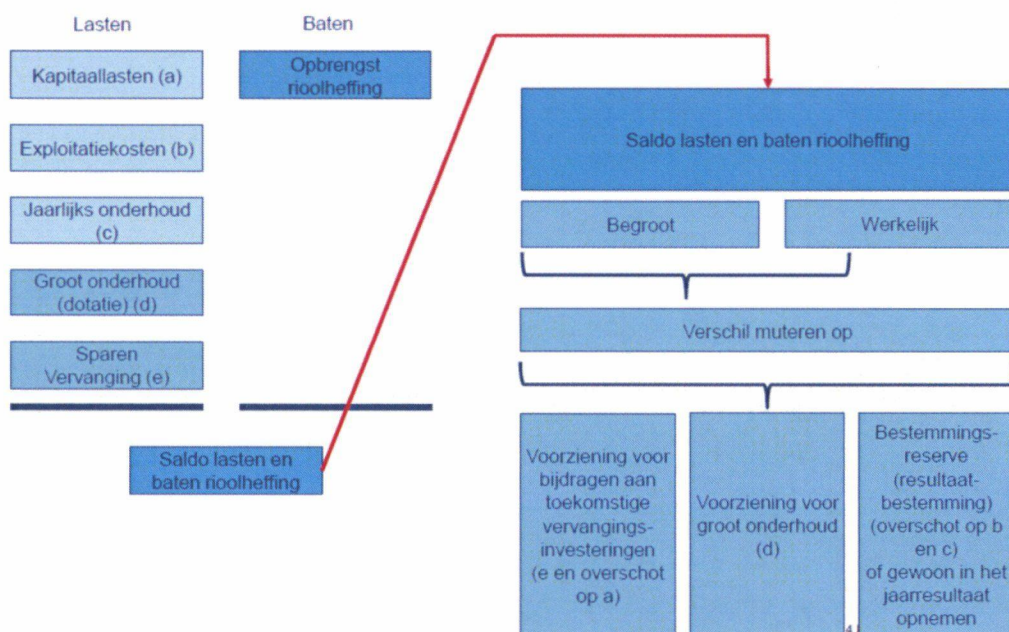 Lasten
Baten
Kapitaallasten (a)
Opbrengst
rioolheffing
Exploitatiekosten (b)
Jaarlijks onderhoud
(c)
Groot onderhoud
(dotatie) (d)
Sparen
Vervanging (e)
Saldo lasten en
baten rioolheffing
Saldo lasten en baten rioolheffing
Begroot
Werkelijk
Verschil muteren op
Voorziening voor
bijdragen aan
toekomstige
vervangings-
investeringen
(e en overschot
op a)
Voorziening voor
groot onderhoud
(d)
Bestemmings-
reserve
(resultaat-
bestemming)
(overschot op b
en c)
of gewoon in het
jaarresultaat
opnemen